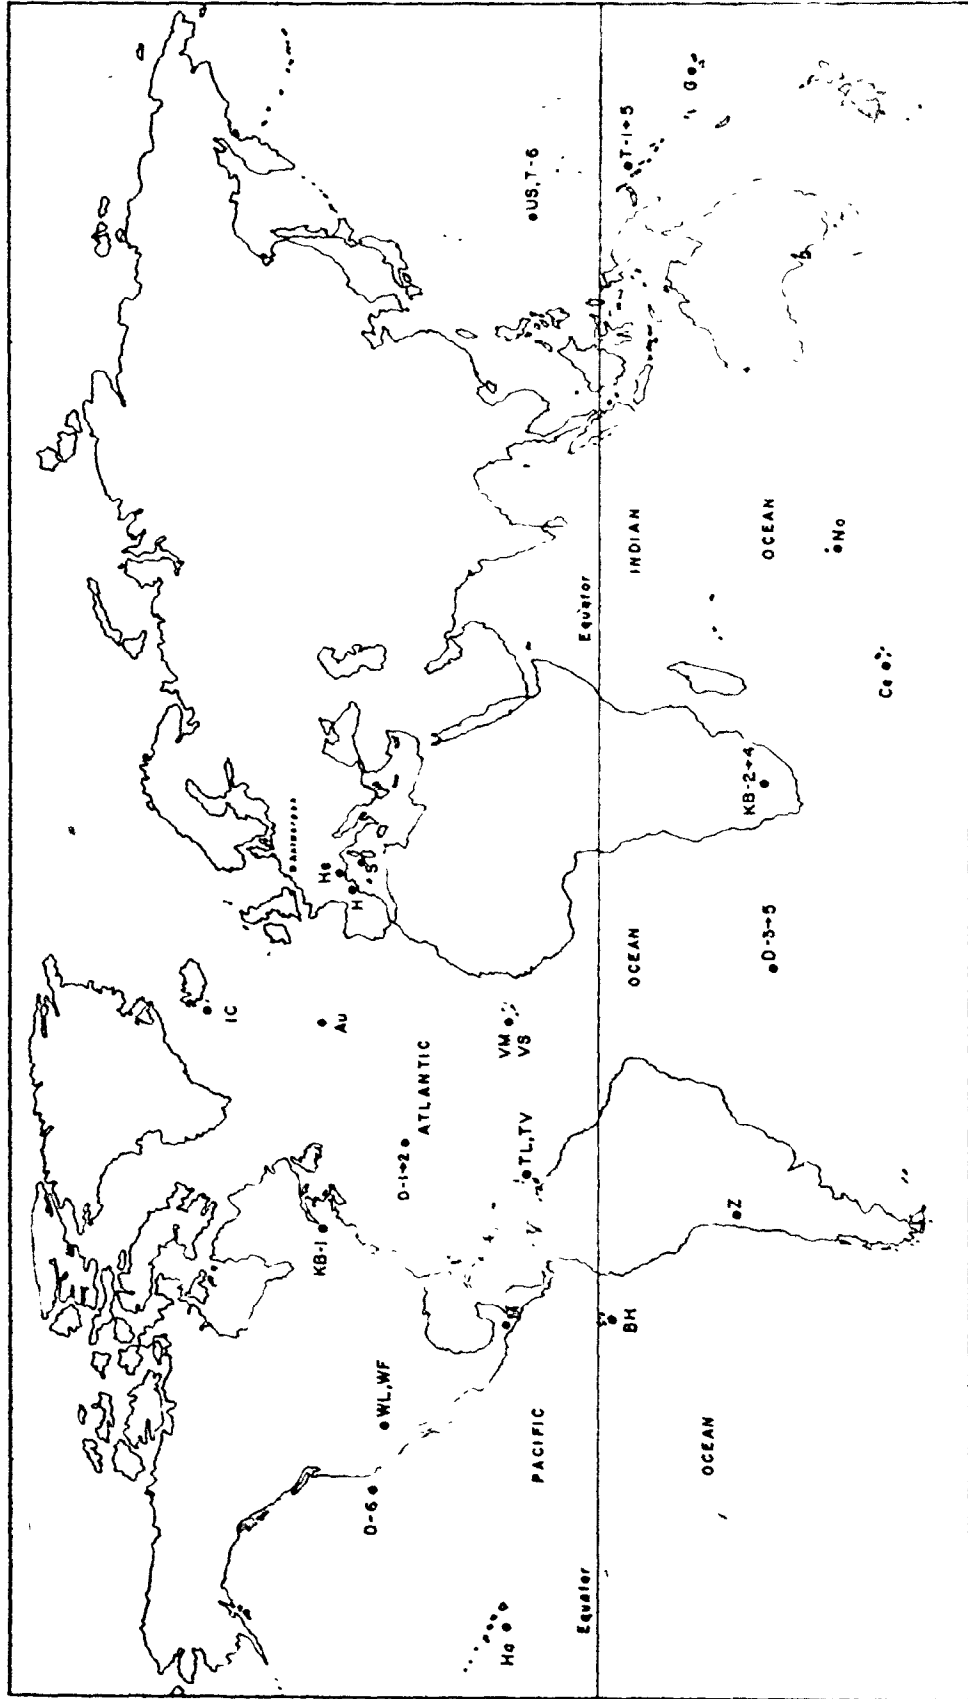 IC
Au
ATLANTIC
D-1→2
KB-1
TL,TV
VM
VS
OCEAN
D-3→5
KB-2→4
He
H
S
Equator
INDIAN
OCEAN
No
Ce
US,T-6
T-1→5
Ge
WL,WF
D-6
PACIFIC
OCEAN
Ha
Equator
BH
Z